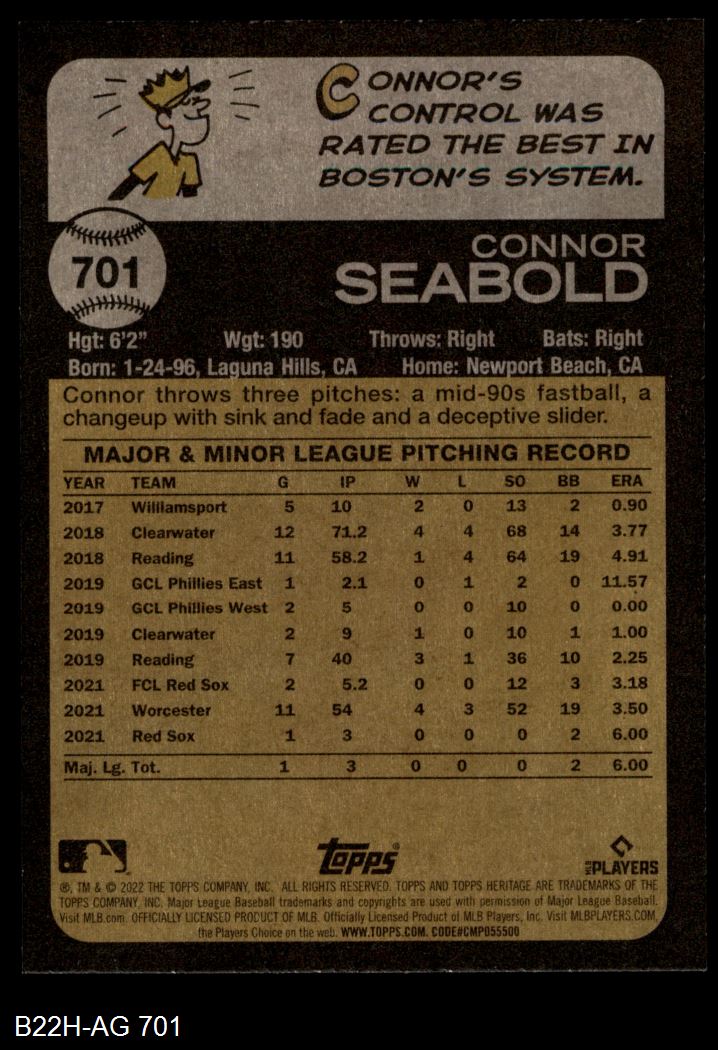 CONNOR'S
CONTROL WAS
RATED THE BEST IN
BOSTON'S SYSTEM.
701
CONNOR
SEABOLD
Hgt: 6'2" Wgt: 190 Throws: Right Bats: Right
Born: 1-24-96, Laguna Hills, CA Home: Newport Beach, CA
Connor throws three pitches: a mid-90s fastball, a
changeup with sink and fade and a deceptive slider.
MAJOR & MINOR LEAGUE PITCHING RECORD
YEAR TEAM G IP W L SO BB ERA
2017 Williamsport 5 10 2 0 13 2 0.90
2018 Clearwater 12 71.2 4 4 68 14 3.77
2018 Reading 11 58.2 1 4 64 19 4.91
2019 GCL Phillies East 1 2.1 0 1 2 0 11.57
2019 GCL Phillies West 2 5 0 0 10 0 0.00
2019 Clearwater 2 9 1 0 10 1 1.00
2019 Reading 7 40 3 1 36 10 2.25
2021 FCL Red Sox 2 5.2 0 0 12 3 3.18
2021 Worcester 11 54 4 3 52 19 3.50
2021 Red Sox 1 3 0 0 0 2 6.00
Maj. Lg. Tot. 1 3 0 0 0 2 6.00
topps®
MLB PLAYERS
®, TM & © 2022 THE TOPPS COMPANY, INC. ALL RIGHTS RESERVED. TOPPS AND TOPPS HERITAGE ARE TRADEMARKS OF THE
TOPPS COMPANY, INC. Major League Baseball trademarks and copyrights are used with permission of Major League Baseball.
Visit MLB.com. OFFICIALLY LICENSED PRODUCT OF MLB. Officially Licensed Product of MLB Players, Inc. Visit MLBPLAYERS.COM,
the Players Choice on the web. WWW.TOPPS.COM. CODE#CMP055500
B22H-AG 701